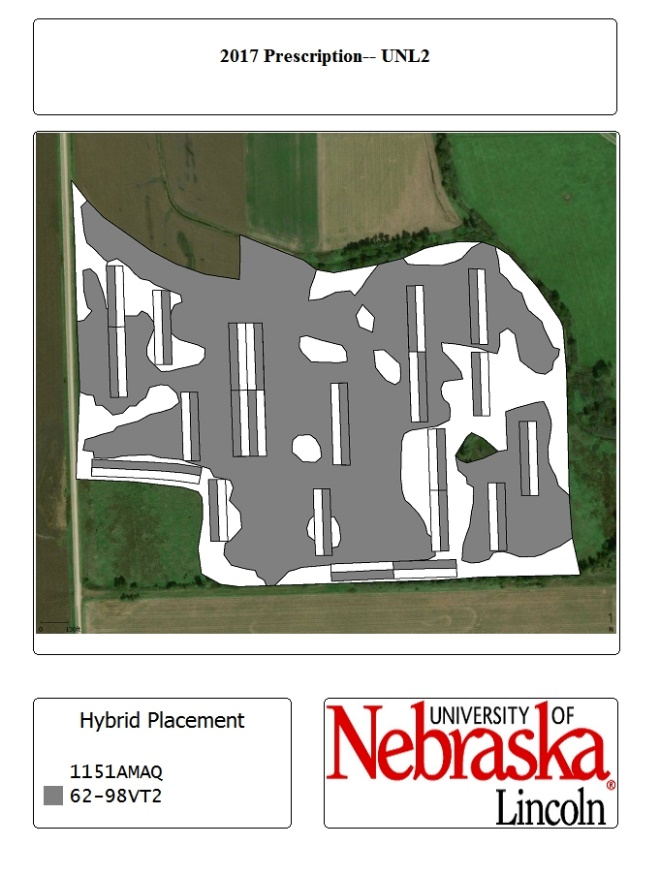 2017 Prescription-- UNL2
Hybrid Placement
1151AMAQ
62-98VT2
UNIVERSITY OF
Nebraska®
Lincoln